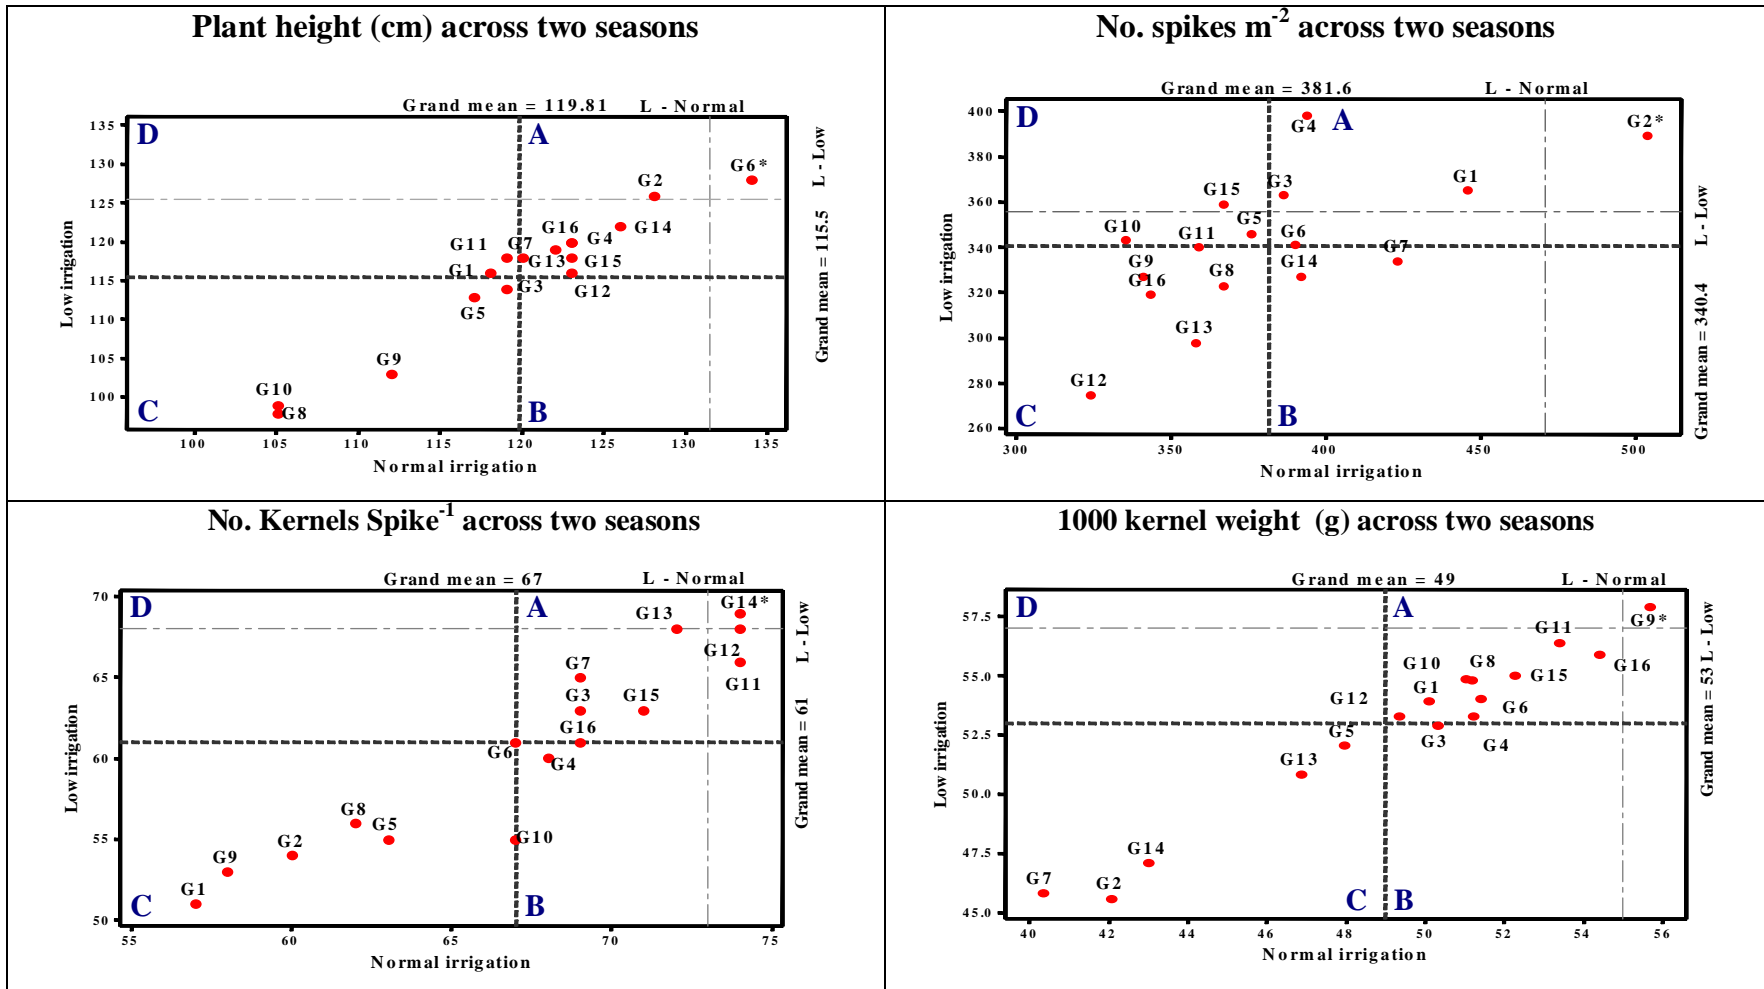 Plant height (cm) across two seasons
Grand mean = 119.81 L - Normal
D A
135
130
125
120
115
110
105
100
Low irrigation
G6*
G2
G16 G4 G14
G11 G7
G13 G15
G1
G3 G12
G5
G9
G10
G8
C B
100 105 110 115 120 125 130 135
Normal irrigation
Grand mean = 115.5 L - Low
No. spikes m⁻² across two seasons
Grand mean = 381.6 L - Normal
D A
400
380
360
340
320
300
280
260
Low irrigation
G4
G2*
G1
G15 G3
G10 G11 G5 G6
G7
G9 G8 G14
G16
G13
G12
C B
300 350 400 450 500
Normal irrigation
Grand mean = 340.4 L - Low
No. Kernels Spike⁻¹ across two seasons
Grand mean = 67 L - Normal
D A
70
65
60
55
50
Low irrigation
G14*
G13
G12
G7
G11
G3 G15
G16
G6 G4
G8 G5
G10
G2
G9
G1
C B
55 60 65 70 75
Normal irrigation
Grand mean = 61 L - Low
1000 kernel weight (g) across two seasons
Grand mean = 49 L - Normal
D A
57.5
55.0
52.5
50.0
47.5
45.0
Low irrigation
G9*
G11
G10 G8 G16
G15
G1
G12 G6
G5 G3 G4
G13
G14
G7 G2
C B
40 42 44 46 48 50 52 54 56
Normal irrigation
Grand mean = 53 L - Low